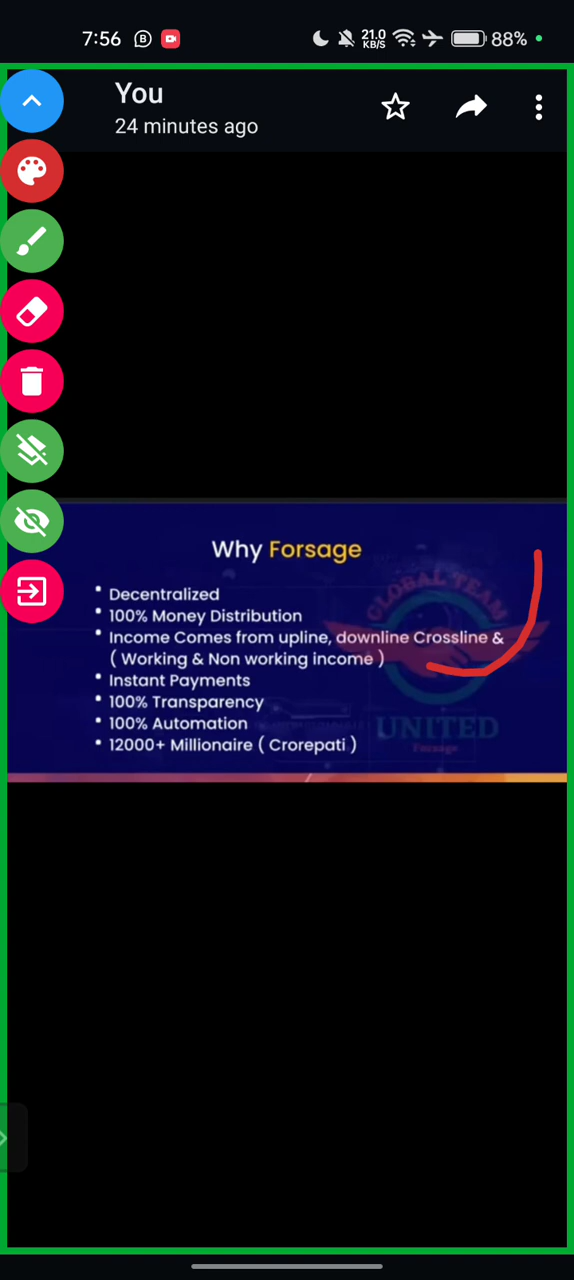 7:56
21.0
KB/S
88%
You
24 minutes ago
Why Forsage
• Decentralized
• 100% Money Distribution
• Income Comes from upline, downline Crossline &
( Working & Non working income )
• Instant Payments
• 100% Transparency
• 100% Automation
• 12000+ Millionaire ( Crorepati )
GLOBAL TEAM
UNITED
Forsage